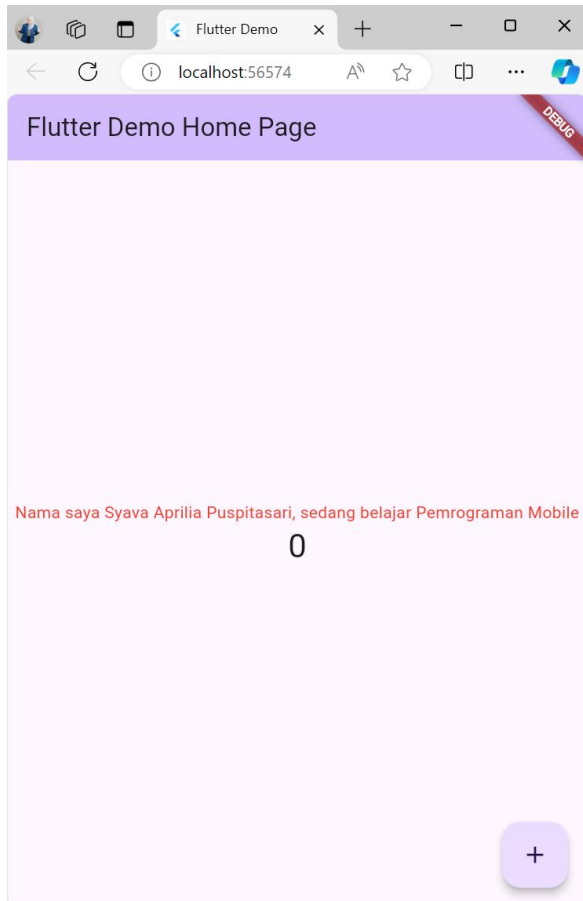 Flutter Demo
localhost:56574
Flutter Demo Home Page
DEBUG
Nama saya Syava Aprilia Puspitasari, sedang belajar Pemrograman Mobile
0